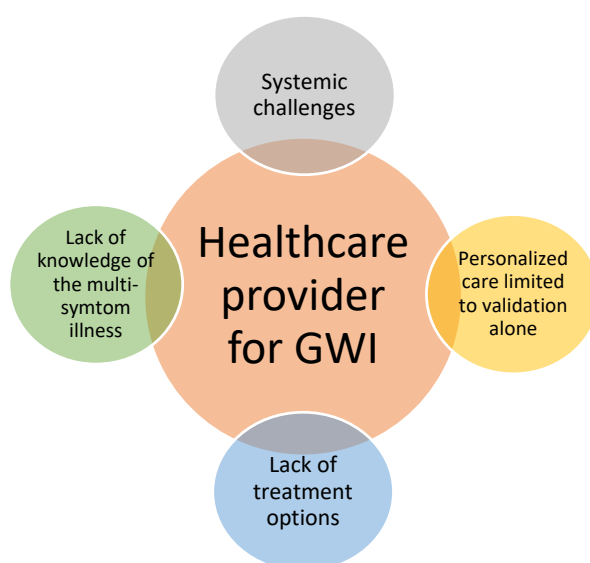 Systemic
challenges
Healthcare
provider
for GWI
Lack of
knowledge of
the multi-
symtom
illness
Personalized
care limited
to validation
alone
Lack of
treatment
options